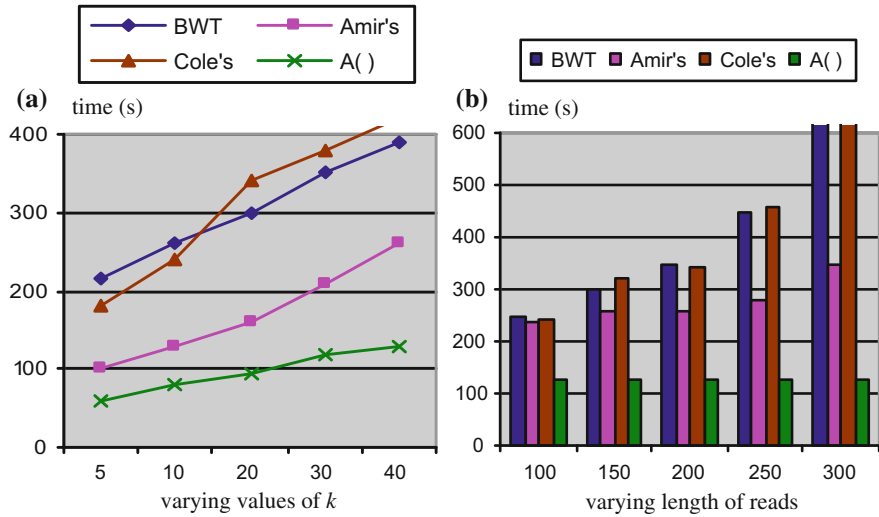 BWT Amir's
Cole's A( )
(a) time (s)
400
300
200
100
0
5 10 20 30 40
varying values of k
BWT Amir's Cole's A( )
(b) time (s)
600
500
400
300
200
100
0
100 150 200 250 300
varying length of reads